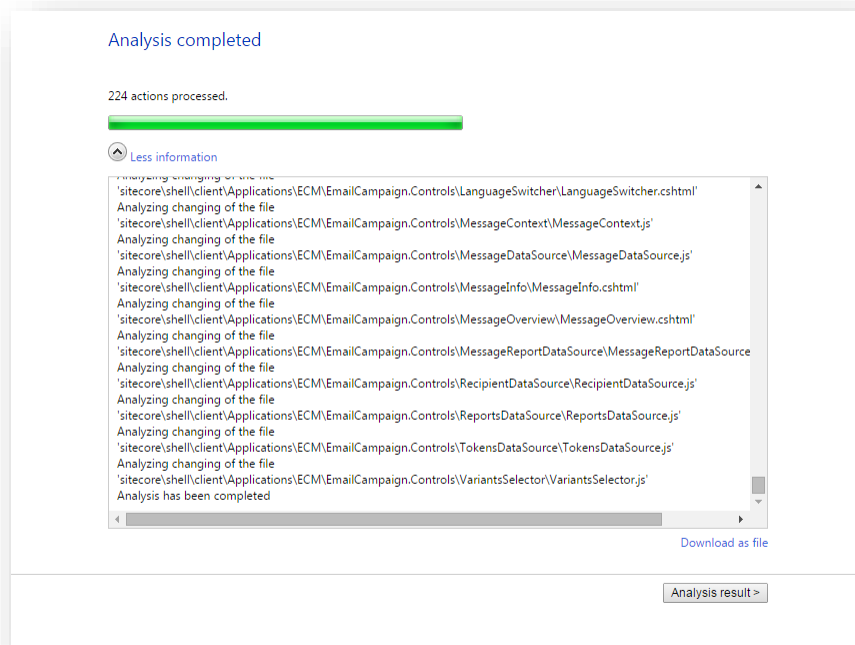 Analysis completed
224 actions processed.
Less information
Analyzing changing of the file
'sitecore\shell\client\Applications\ECM\EmailCampaign.Controls\LanguageSwitcher\LanguageSwitcher.cshtml'
Analyzing changing of the file
'sitecore\shell\client\Applications\ECM\EmailCampaign.Controls\MessageContext\MessageContext.js'
Analyzing changing of the file
'sitecore\shell\client\Applications\ECM\EmailCampaign.Controls\MessageDataSource\MessageDataSource.js'
Analyzing changing of the file
'sitecore\shell\client\Applications\ECM\EmailCampaign.Controls\MessageInfo\MessageInfo.cshtml'
Analyzing changing of the file
'sitecore\shell\client\Applications\ECM\EmailCampaign.Controls\MessageOverview\MessageOverview.cshtml'
Analyzing changing of the file
'sitecore\shell\client\Applications\ECM\EmailCampaign.Controls\MessageReportDataSource\MessageReportDataSource
Analyzing changing of the file
'sitecore\shell\client\Applications\ECM\EmailCampaign.Controls\RecipientDataSource\RecipientDataSource.js'
Analyzing changing of the file
'sitecore\shell\client\Applications\ECM\EmailCampaign.Controls\ReportsDataSource\ReportsDataSource.js'
Analyzing changing of the file
'sitecore\shell\client\Applications\ECM\EmailCampaign.Controls\TokensDataSource\TokensDataSource.js'
Analyzing changing of the file
'sitecore\shell\client\Applications\ECM\EmailCampaign.Controls\VariantsSelector\VariantsSelector.js'
Analysis has been completed
Download as file
Analysis result >